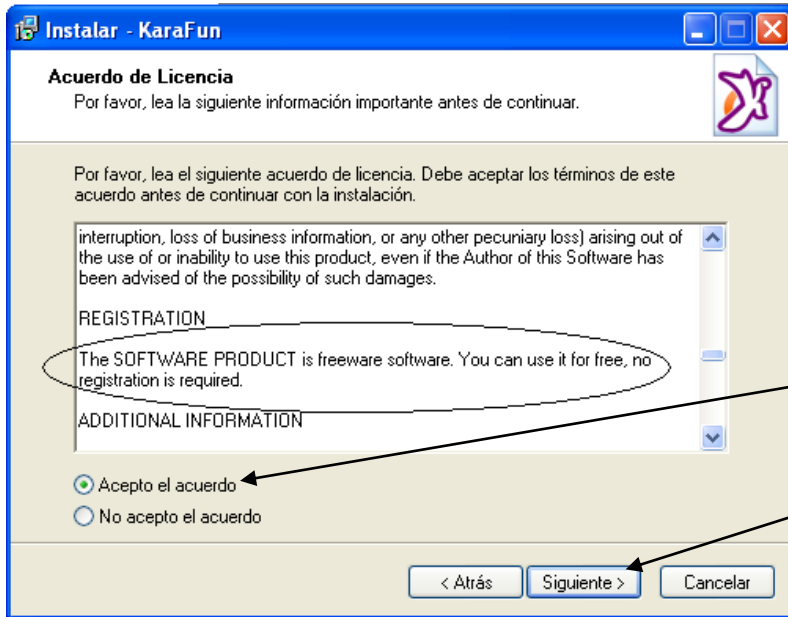 Instalar - KaraFun
Acuerdo de Licencia
Por favor, lea la siguiente información importante antes de continuar.
Por favor, lea el siguiente acuerdo de licencia. Debe aceptar los términos de este
acuerdo antes de continuar con la instalación.
interruption, loss of business information, or any other pecuniary loss) arising out of
the use of or inability to use this product, even if the Author of this Software has
been advised of the possibility of such damages.
REGISTRATION
The SOFTWARE PRODUCT is freeware software. You can use it for free, no
registration is required.
ADDITIONAL INFORMATION
Acepto el acuerdo
No acepto el acuerdo
< Atrás Siguiente > Cancelar